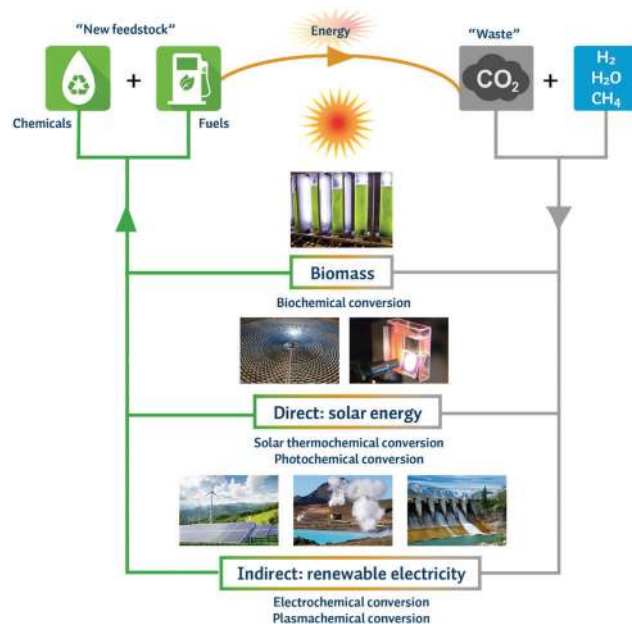 "New feedstock"
Energy
"Waste"
+
CO₂
+
H₂
H₂O
CH₄
Chemicals
Fuels
Biomass
Biochemical conversion
Direct: solar energy
Solar thermochemical conversion
Photochemical conversion
Indirect: renewable electricity
Electrochemical conversion
Plasmachemical conversion